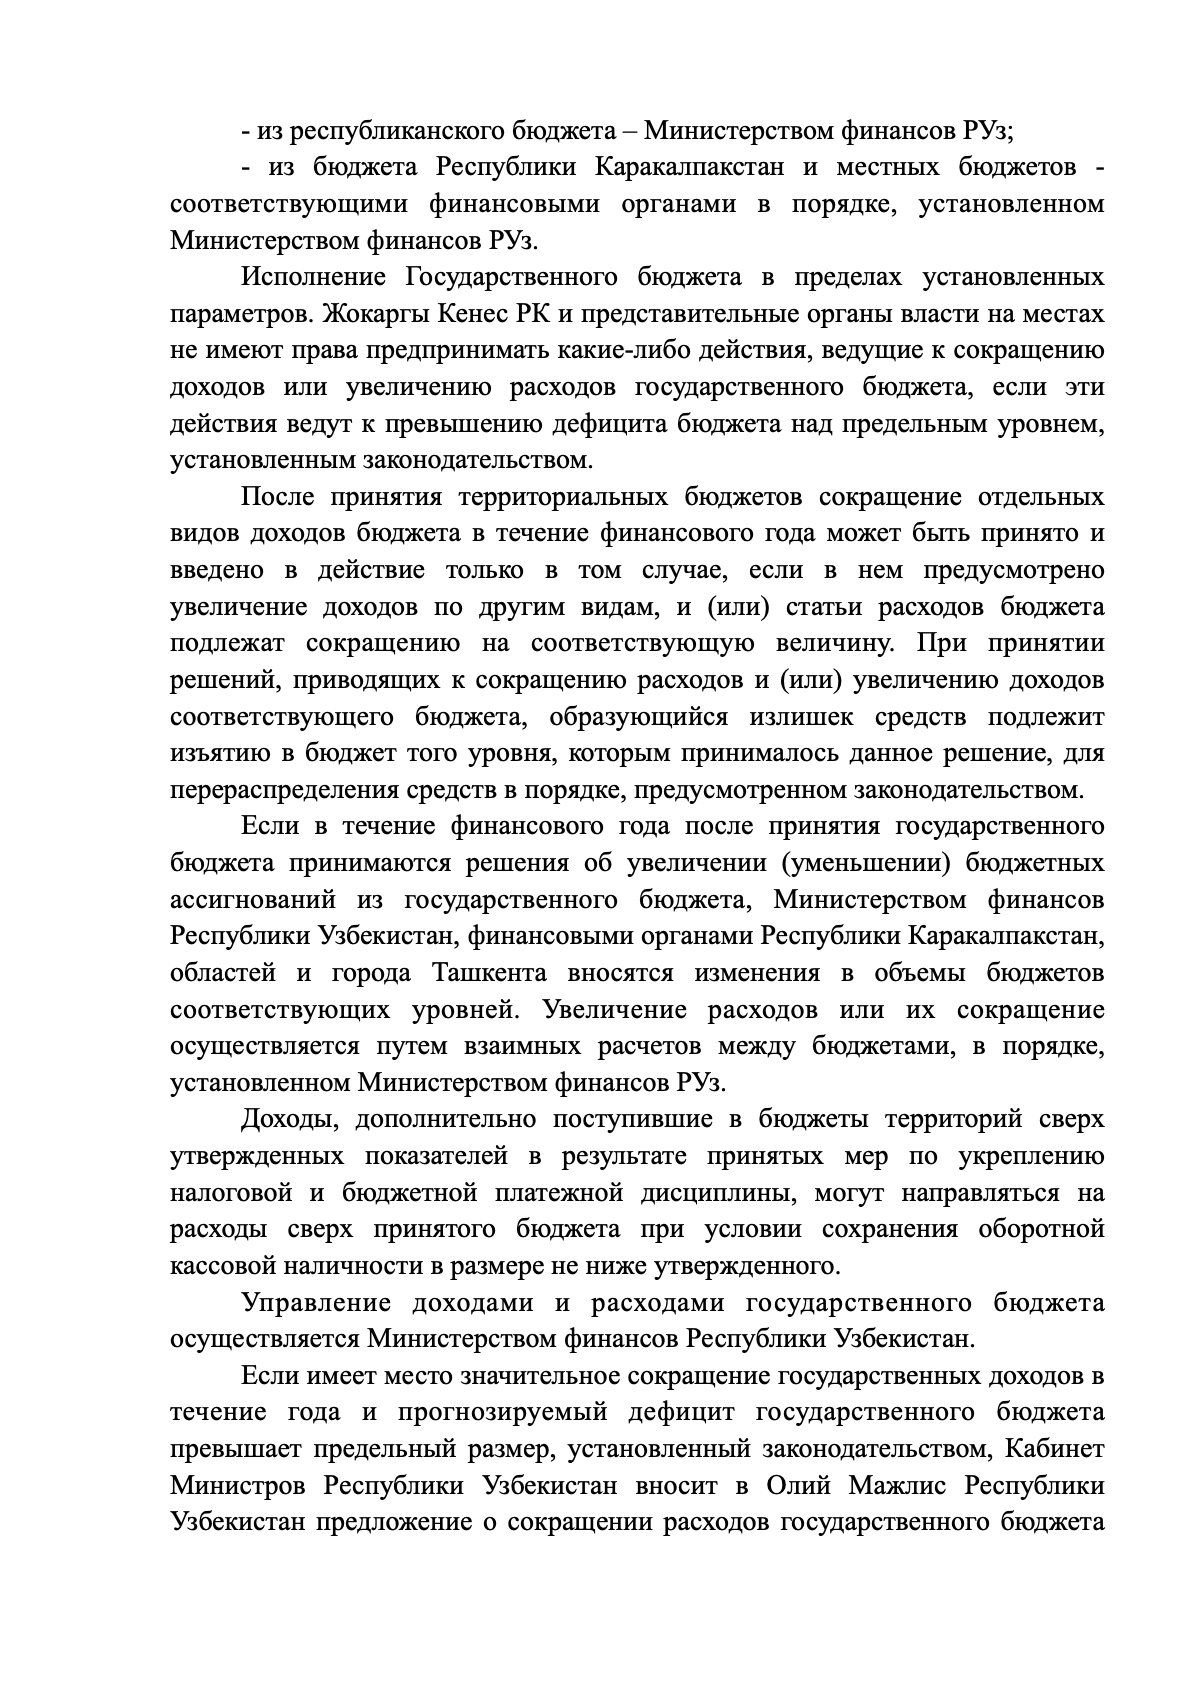 - из республиканского бюджета – Министерством финансов РУз;
- из бюджета Республики Каракалпакстан и местных бюджетов -
соответствующими финансовыми органами в порядке, установленном
Министерством финансов РУз.
Исполнение Государственного бюджета в пределах установленных
параметров. Жокаргы Кенес РК и представительные органы власти на местах
не имеют права предпринимать какие-либо действия, ведущие к сокращению
доходов или увеличению расходов государственного бюджета, если эти
действия ведут к превышению дефицита бюджета над предельным уровнем,
установленным законодательством.
После принятия территориальных бюджетов сокращение отдельных
видов доходов бюджета в течение финансового года может быть принято и
введено в действие только в том случае, если в нем предусмотрено
увеличение доходов по другим видам, и (или) статьи расходов бюджета
подлежат сокращению на соответствующую величину. При принятии
решений, приводящих к сокращению расходов и (или) увеличению доходов
соответствующего бюджета, образующийся излишек средств подлежит
изъятию в бюджет того уровня, которым принималось данное решение, для
перераспределения средств в порядке, предусмотренном законодательством.
Если в течение финансового года после принятия государственного
бюджета принимаются решения об увеличении (уменьшении) бюджетных
ассигнований из государственного бюджета, Министерством финансов
Республики Узбекистан, финансовыми органами Республики Каракалпакстан,
областей и города Ташкента вносятся изменения в объемы бюджетов
соответствующих уровней. Увеличение расходов или их сокращение
осуществляется путем взаимных расчетов между бюджетами, в порядке,
установленном Министерством финансов РУз.
Доходы, дополнительно поступившие в бюджеты территорий сверх
утвержденных показателей в результате принятых мер по укреплению
налоговой и бюджетной платежной дисциплины, могут направляться на
расходы сверх принятого бюджета при условии сохранения оборотной
кассовой наличности в размере не ниже утвержденного.
Управление доходами и расходами государственного бюджета
осуществляется Министерством финансов Республики Узбекистан.
Если имеет место значительное сокращение государственных доходов в
течение года и прогнозируемый дефицит государственного бюджета
превышает предельный размер, установленный законодательством, Кабинет
Министров Республики Узбекистан вносит в Олий Мажлис Республики
Узбекистан предложение о сокращении расходов государственного бюджета